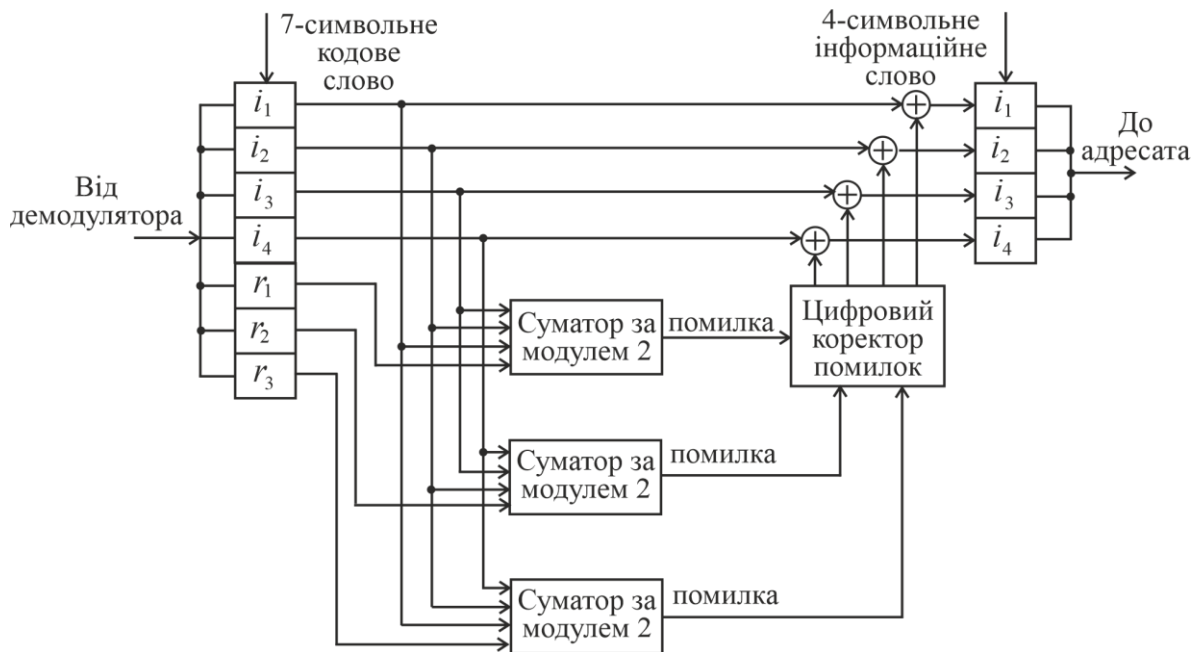 7-символьне
кодове
слово
4-символьне
інформаційне
слово
Від
демодулятора
i₁
i₂
i₃
i₄
r₁
r₂
r₃
i₁
i₂
i₃
i₄
До
адресата
Суматор за
модулем 2
помилка
Цифровий
коректор
помилок
Суматор за
модулем 2
помилка
Суматор за
модулем 2
помилка